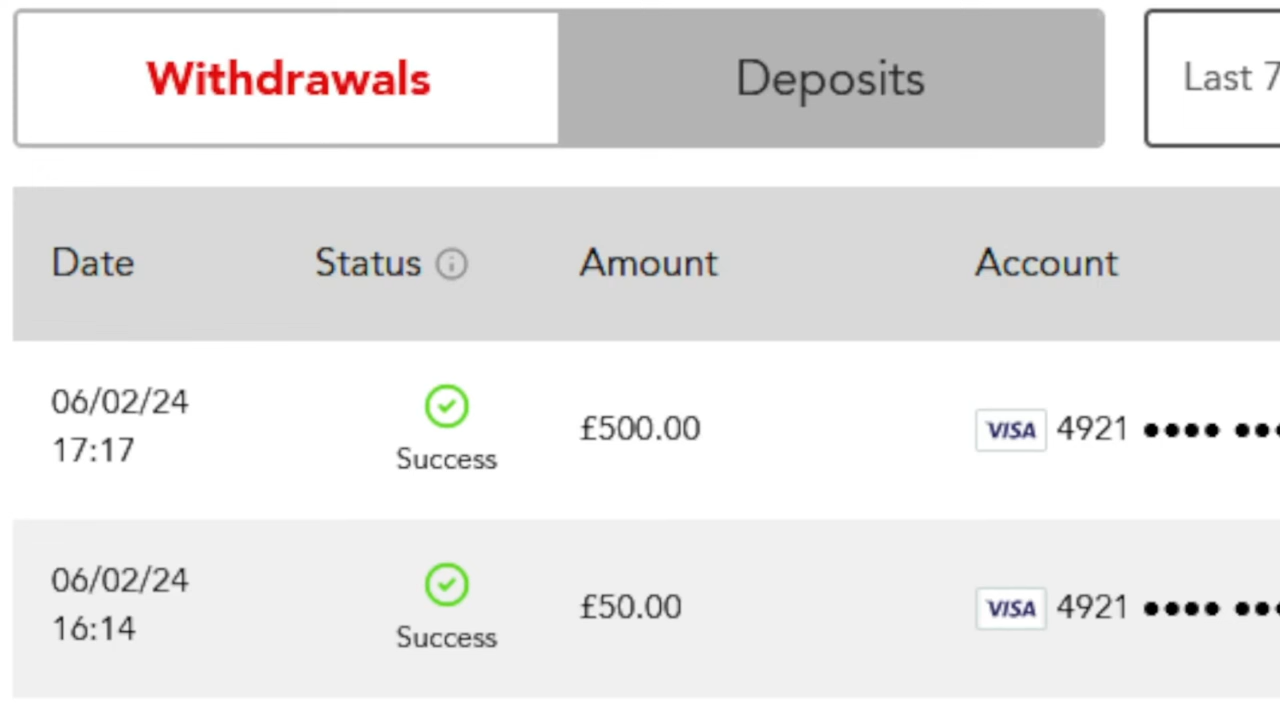 Withdrawals Deposits Last 7
Date Status Amount Account
06/02/24
17:17
Success
£500.00
VISA 4921 •••• ••
06/02/24
16:14
Success
£50.00
VISA 4921 •••• ••